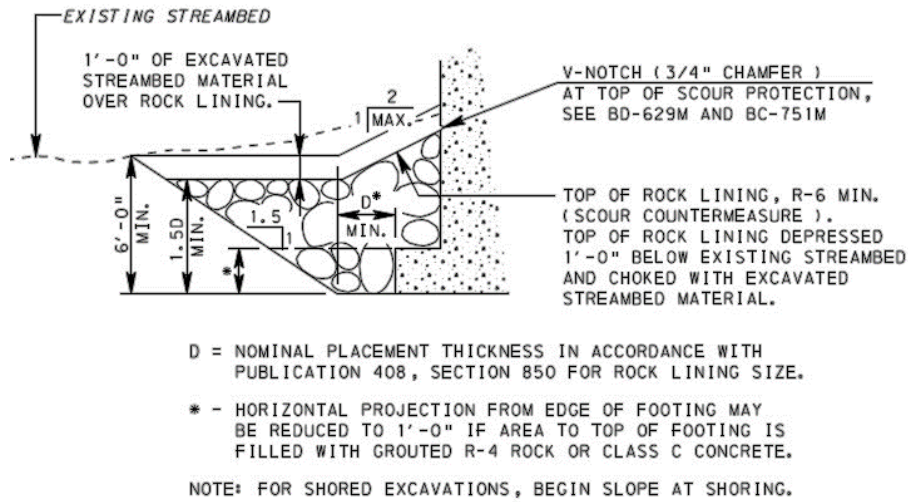 EXISTING STREAMBED
1'-0" OF EXCAVATED
STREAMBED MATERIAL
OVER ROCK LINING.
2
1
MAX.
V-NOTCH (3/4" CHAMFER )
AT TOP OF SCOUR PROTECTION,
SEE BD-629M AND BC-751M
6'-0"
MIN.
1.5D
MIN.
1.5
1
D*
MIN.
*
TOP OF ROCK LINING, R-6 MIN.
(SCOUR COUNTERMEASURE ).
TOP OF ROCK LINING DEPRESSED
1'-0" BELOW EXISTING STREAMBED
AND CHOKED WITH EXCAVATED
STREAMBED MATERIAL.
D = NOMINAL PLACEMENT THICKNESS IN ACCORDANCE WITH
PUBLICATION 408, SECTION 850 FOR ROCK LINING SIZE.
* - HORIZONTAL PROJECTION FROM EDGE OF FOOTING MAY
BE REDUCED TO 1'-0" IF AREA TO TOP OF FOOTING IS
FILLED WITH GROUTED R-4 ROCK OR CLASS C CONCRETE.
NOTE: FOR SHORED EXCAVATIONS, BEGIN SLOPE AT SHORING.